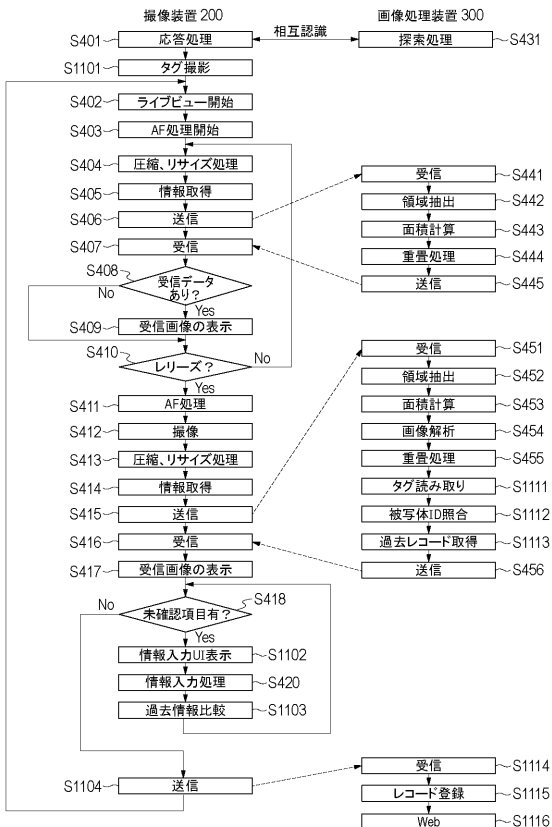 撮像装置 200
画像処理装置 300
S401
応答処理
相互認識
探索処理
S431
S1101
タグ撮影
S402
ライブビュー開始
S403
AF処理開始
S404
圧縮、リサイズ処理
S405
情報取得
S406
送信
S407
受信
S408
受信データ
あり？
No
Yes
S409
受信画像の表示
S410
レリーズ？
No
Yes
S411
AF処理
S412
撮像
S413
圧縮、リサイズ処理
S414
情報取得
S415
送信
S416
受信
S417
受信画像の表示
S418
未確認項目有？
No
Yes
情報入力UI表示
S1102
情報入力処理
S420
過去情報比較
S1103
S1104
送信
受信
S441
領域抽出
S442
面積計算
S443
重畳処理
S444
送信
S445
受信
S451
領域抽出
S452
面積計算
S453
画像解析
S454
重畳処理
S455
タグ読み取り
S1111
被写体ID照合
S1112
過去レコード取得
S1113
送信
S456
受信
S1114
レコード登録
S1115
Web
S1116